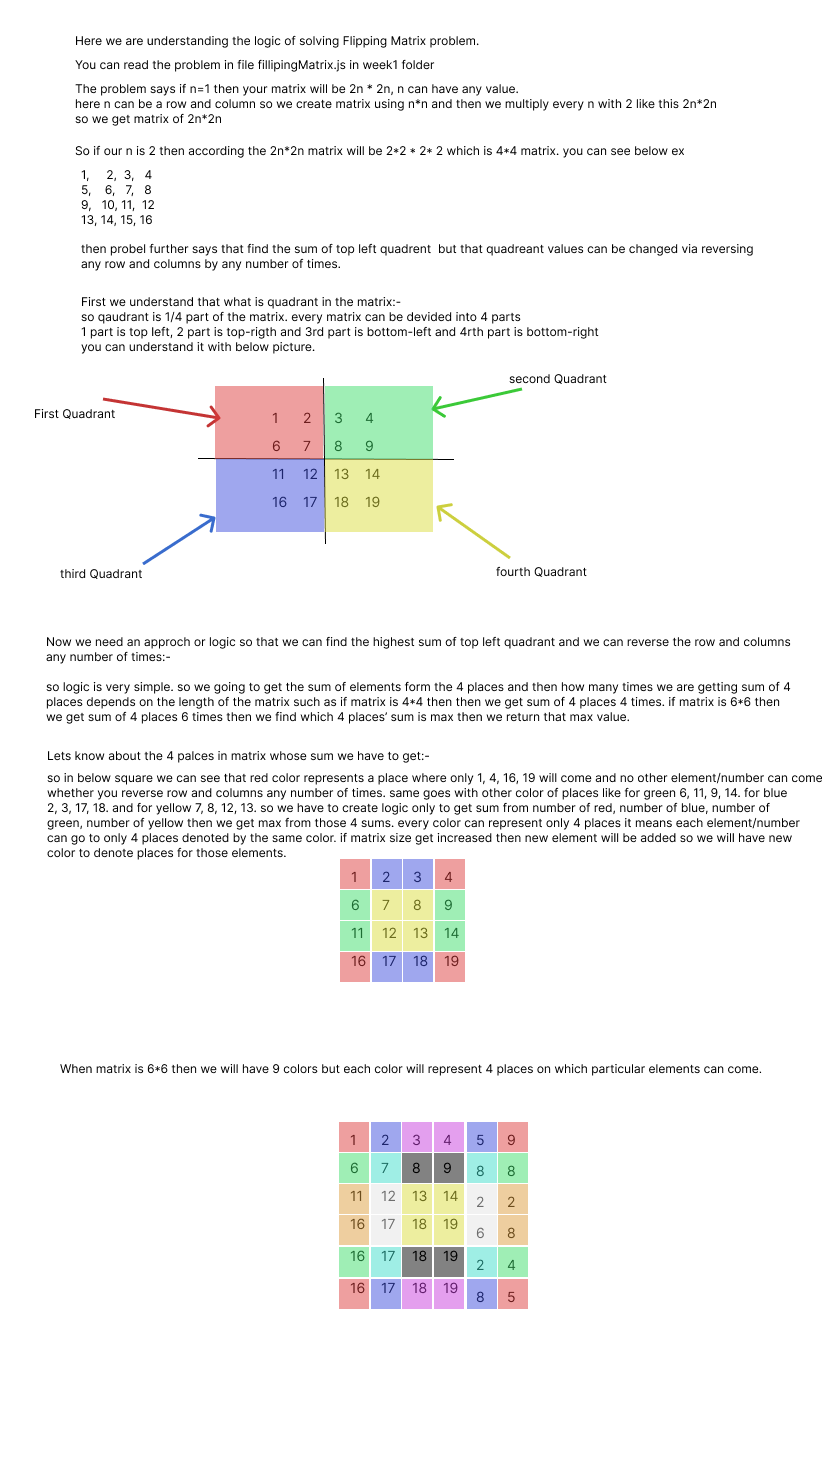 Here we are understanding the logic of solving Flipping Matrix problem.
You can read the problem in file fillipingMatrix.js in week1 folder
The problem says if n=1 then your matrix will be 2n * 2n, n can have any value.
here n can be a row and column so we create matrix using n*n and then we multiply every n with 2 like this 2n*2n
so we get matrix of 2n*2n
So if our n is 2 then according the 2n*2n matrix will be 2*2 * 2* 2 which is 4*4 matrix. you can see below ex
1, 2, 3, 4
5, 6, 7, 8
9, 10, 11, 12
13, 14, 15, 16
then probel further says that find the sum of top left quadrent but that quadreant values can be changed via reversing
any row and columns by any number of times.
First we understand that what is quadrant in the matrix:-
so qaudrant is 1/4 part of the matrix. every matrix can be devided into 4 parts
1 part is top left, 2 part is top-rigth and 3rd part is bottom-left and 4rth part is bottom-right
you can understand it with below picture.
second Quadrant
First Quadrant
1 2 3 4
6 7 8 9
11 12 13 14
16 17 18 19
third Quadrant
fourth Quadrant
Now we need an approch or logic so that we can find the highest sum of top left quadrant and we can reverse the row and columns
any number of times:-
so logic is very simple. so we going to get the sum of elements form the 4 places and then how many times we are getting sum of 4
places depends on the length of the matrix such as if matrix is 4*4 then then we get sum of 4 places 4 times. if matrix is 6*6 then
we get sum of 4 places 6 times then we find which 4 places' sum is max then we return that max value.
Lets know about the 4 palces in matrix whose sum we have to get:-
so in below square we can see that red color represents a place where only 1, 4, 16, 19 will come and no other element/number can come
whether you reverse row and columns any number of times. same goes with other color of places like for green 6, 11, 9, 14. for blue
2, 3, 17, 18. and for yellow 7, 8, 12, 13. so we have to create logic only to get sum from number of red, number of blue, number of
green, number of yellow then we get max from those 4 sums. every color can represent only 4 places it means each element/number
can go to only 4 places denoted by the same color. if matrix size get increased then new element will be added so we will have new
color to denote places for those elements.
1 2 3 4
6 7 8 9
11 12 13 14
16 17 18 19
When matrix is 6*6 then we will have 9 colors but each color will represent 4 places on which particular elements can come.
1 2 3 4 5 9
6 7 8 9 8 8
11 12 13 14 2 2
16 17 18 19 6 8
16 17 18 19 2 4
16 17 18 19 8 5